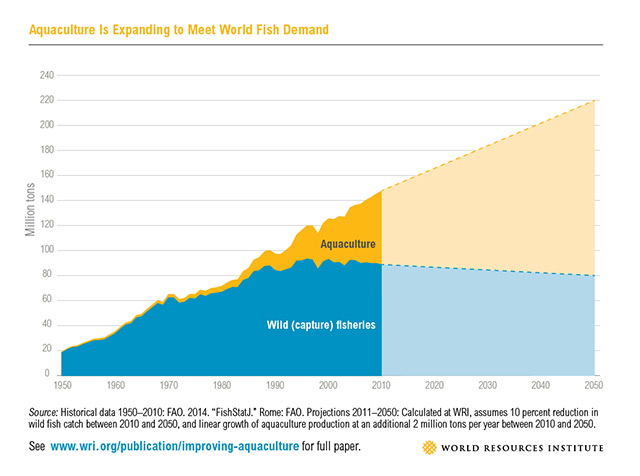 Aquaculture Is Expanding to Meet World Fish Demand
240
220
200
180
160
140
120
100
80
60
40
20
0
Million tons
Aquaculture
Wild (capture) fisheries
1950 1960 1970 1980 1990 2000 2010 2020 2030 2040 2050
Source: Historical data 1950–2010: FAO. 2014. “FishStatJ.” Rome: FAO. Projections 2011–2050: Calculated at WRI, assumes 10 percent reduction in
wild fish catch between 2010 and 2050, and linear growth of aquaculture production at an additional 2 million tons per year between 2010 and 2050.
See www.wri.org/publication/improving-aquaculture for full paper.
WORLD RESOURCES INSTITUTE